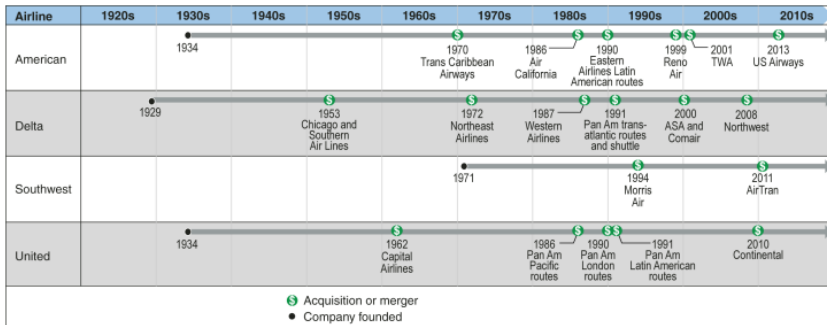 Airline 1920s 1930s 1940s 1950s 1960s 1970s 1980s 1990s 2000s 2010s
American
1934
1970
Trans Caribbean
Airways
1986
Air
California
1990
Eastern
Airlines Latin
American routes
1999
Reno
Air
2001
TWA
2013
US Airways
Delta
1929
1953
Chicago and
Southern
Air Lines
1972
Northeast
Airlines
1987
Western
Airlines
1991
Pan Am trans-
atlantic routes
and shuttle
2000
ASA and
Comair
2008
Northwest
Southwest
1971
1994
Morris
Air
2011
AirTran
United
1934
1962
Capital
Airlines
1986
Pan Am
Pacific
routes
1990
Pan Am
London
routes
1991
Pan Am
Latin American
routes
2010
Continental
$ Acquisition or merger
Company founded